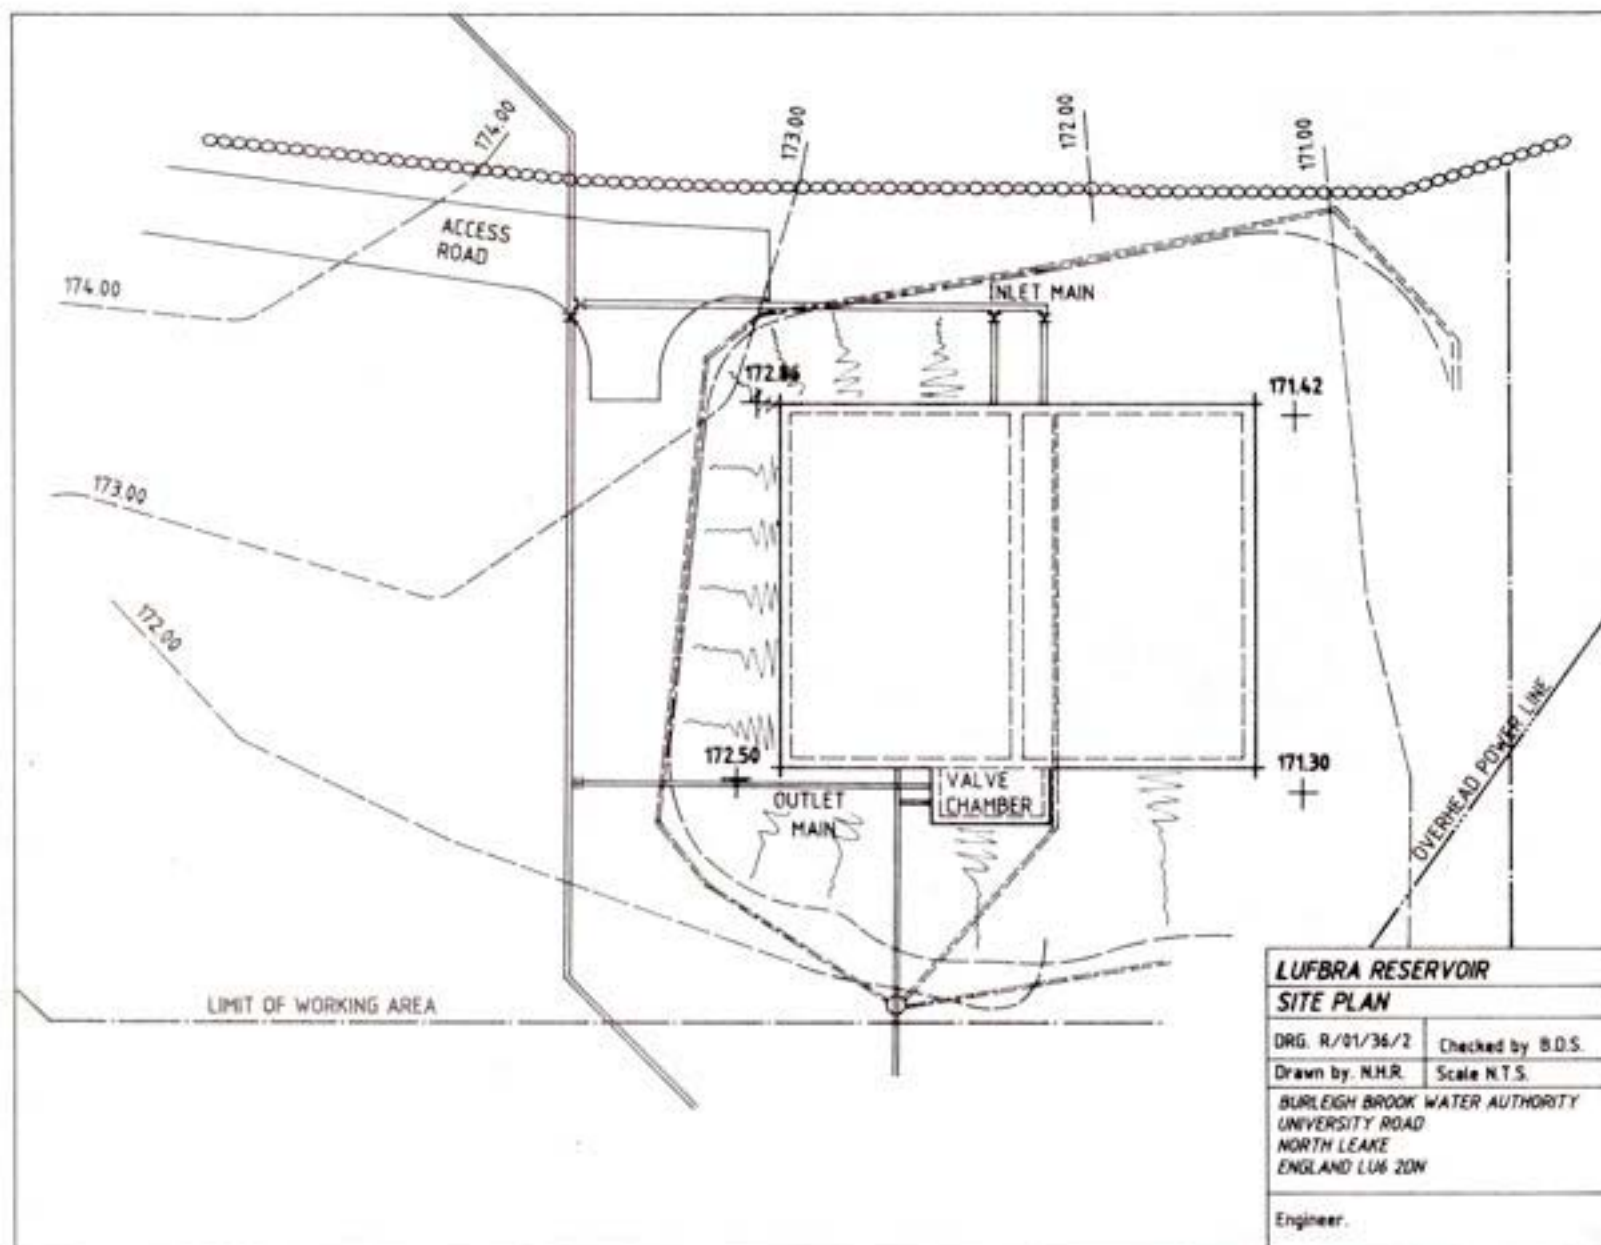 174.00
173.00
172.00
171.00
ACCESS
ROAD
174.00
INLET MAIN
172.86
171.42
173.00
172.00
172.50
VALVE
CHAMBER
171.30
OUTLET
MAIN
OVERHEAD POWER LINE
LIMIT OF WORKING AREA
LUFBRA RESERVOIR
SITE PLAN
DRG. R/01/36/2 Checked by B.D.S.
Drawn by. N.H.R. Scale N.T.S.
BURLEIGH BROOK WATER AUTHORITY
UNIVERSITY ROAD
NORTH LEAKE
ENGLAND LU6 2DN
Engineer.